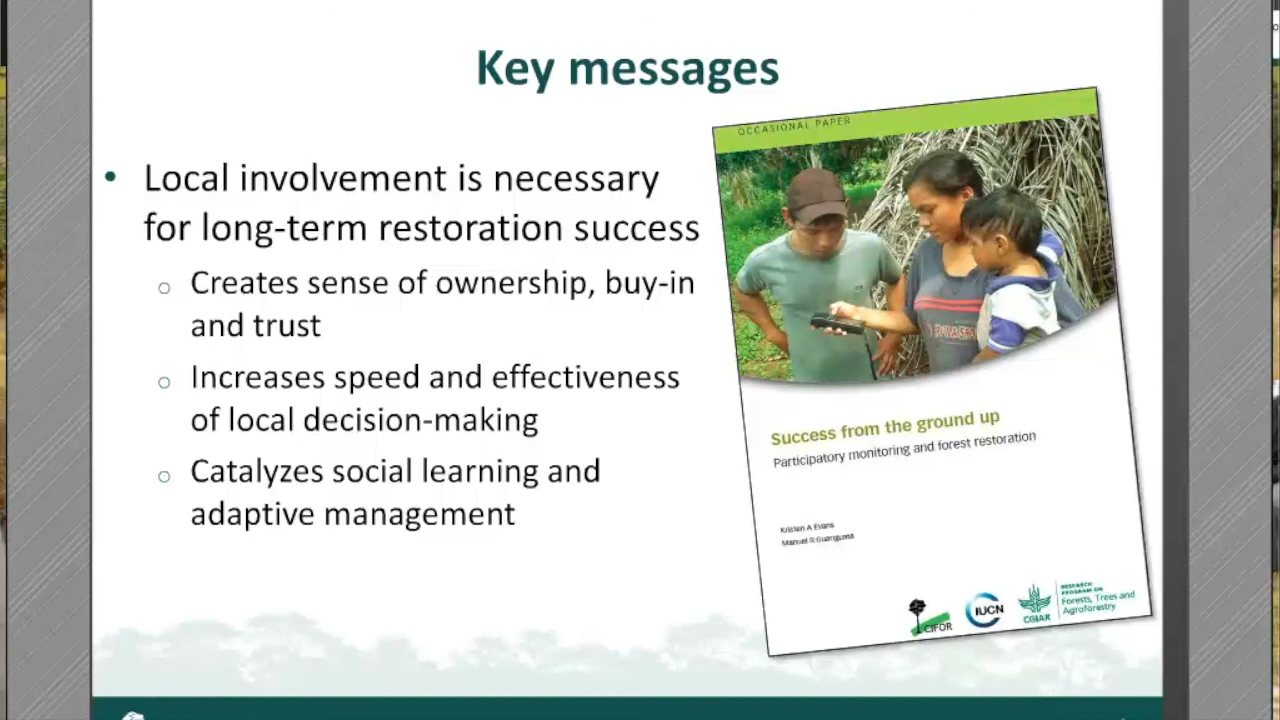 Key messages
• Local involvement is necessary
for long-term restoration success
○ Creates sense of ownership, buy-in
and trust
○ Increases speed and effectiveness
of local decision-making
○ Catalyzes social learning and
adaptive management
OCCASIONAL PAPER
Success from the ground up
Participatory monitoring and forest restoration
Kristen A Evans
Manuel R Guariguata
CIFOR
IUCN
CGIAR
RESEARCH
PROGRAM ON
Forests, Trees and
Agroforestry